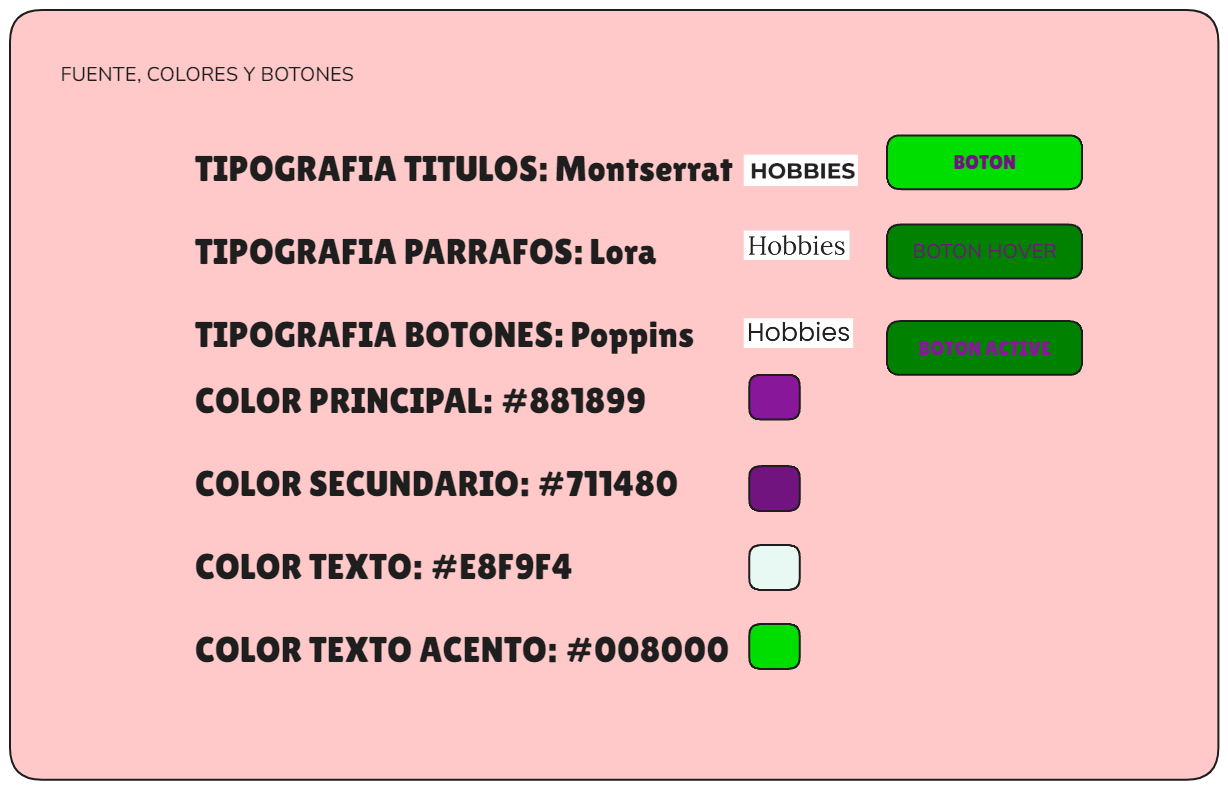 FUENTE, COLORES Y BOTONES
TIPOGRAFIA TITULOS: Montserrat
HOBBIES
BOTON
TIPOGRAFIA PARRAFOS: Lora
Hobbies
BOTON HOVER
TIPOGRAFIA BOTONES: Poppins
Hobbies
BOTON ACTIVE
COLOR PRINCIPAL: #881899
COLOR SECUNDARIO: #711480
COLOR TEXTO: #E8F9F4
COLOR TEXTO ACENTO: #008000